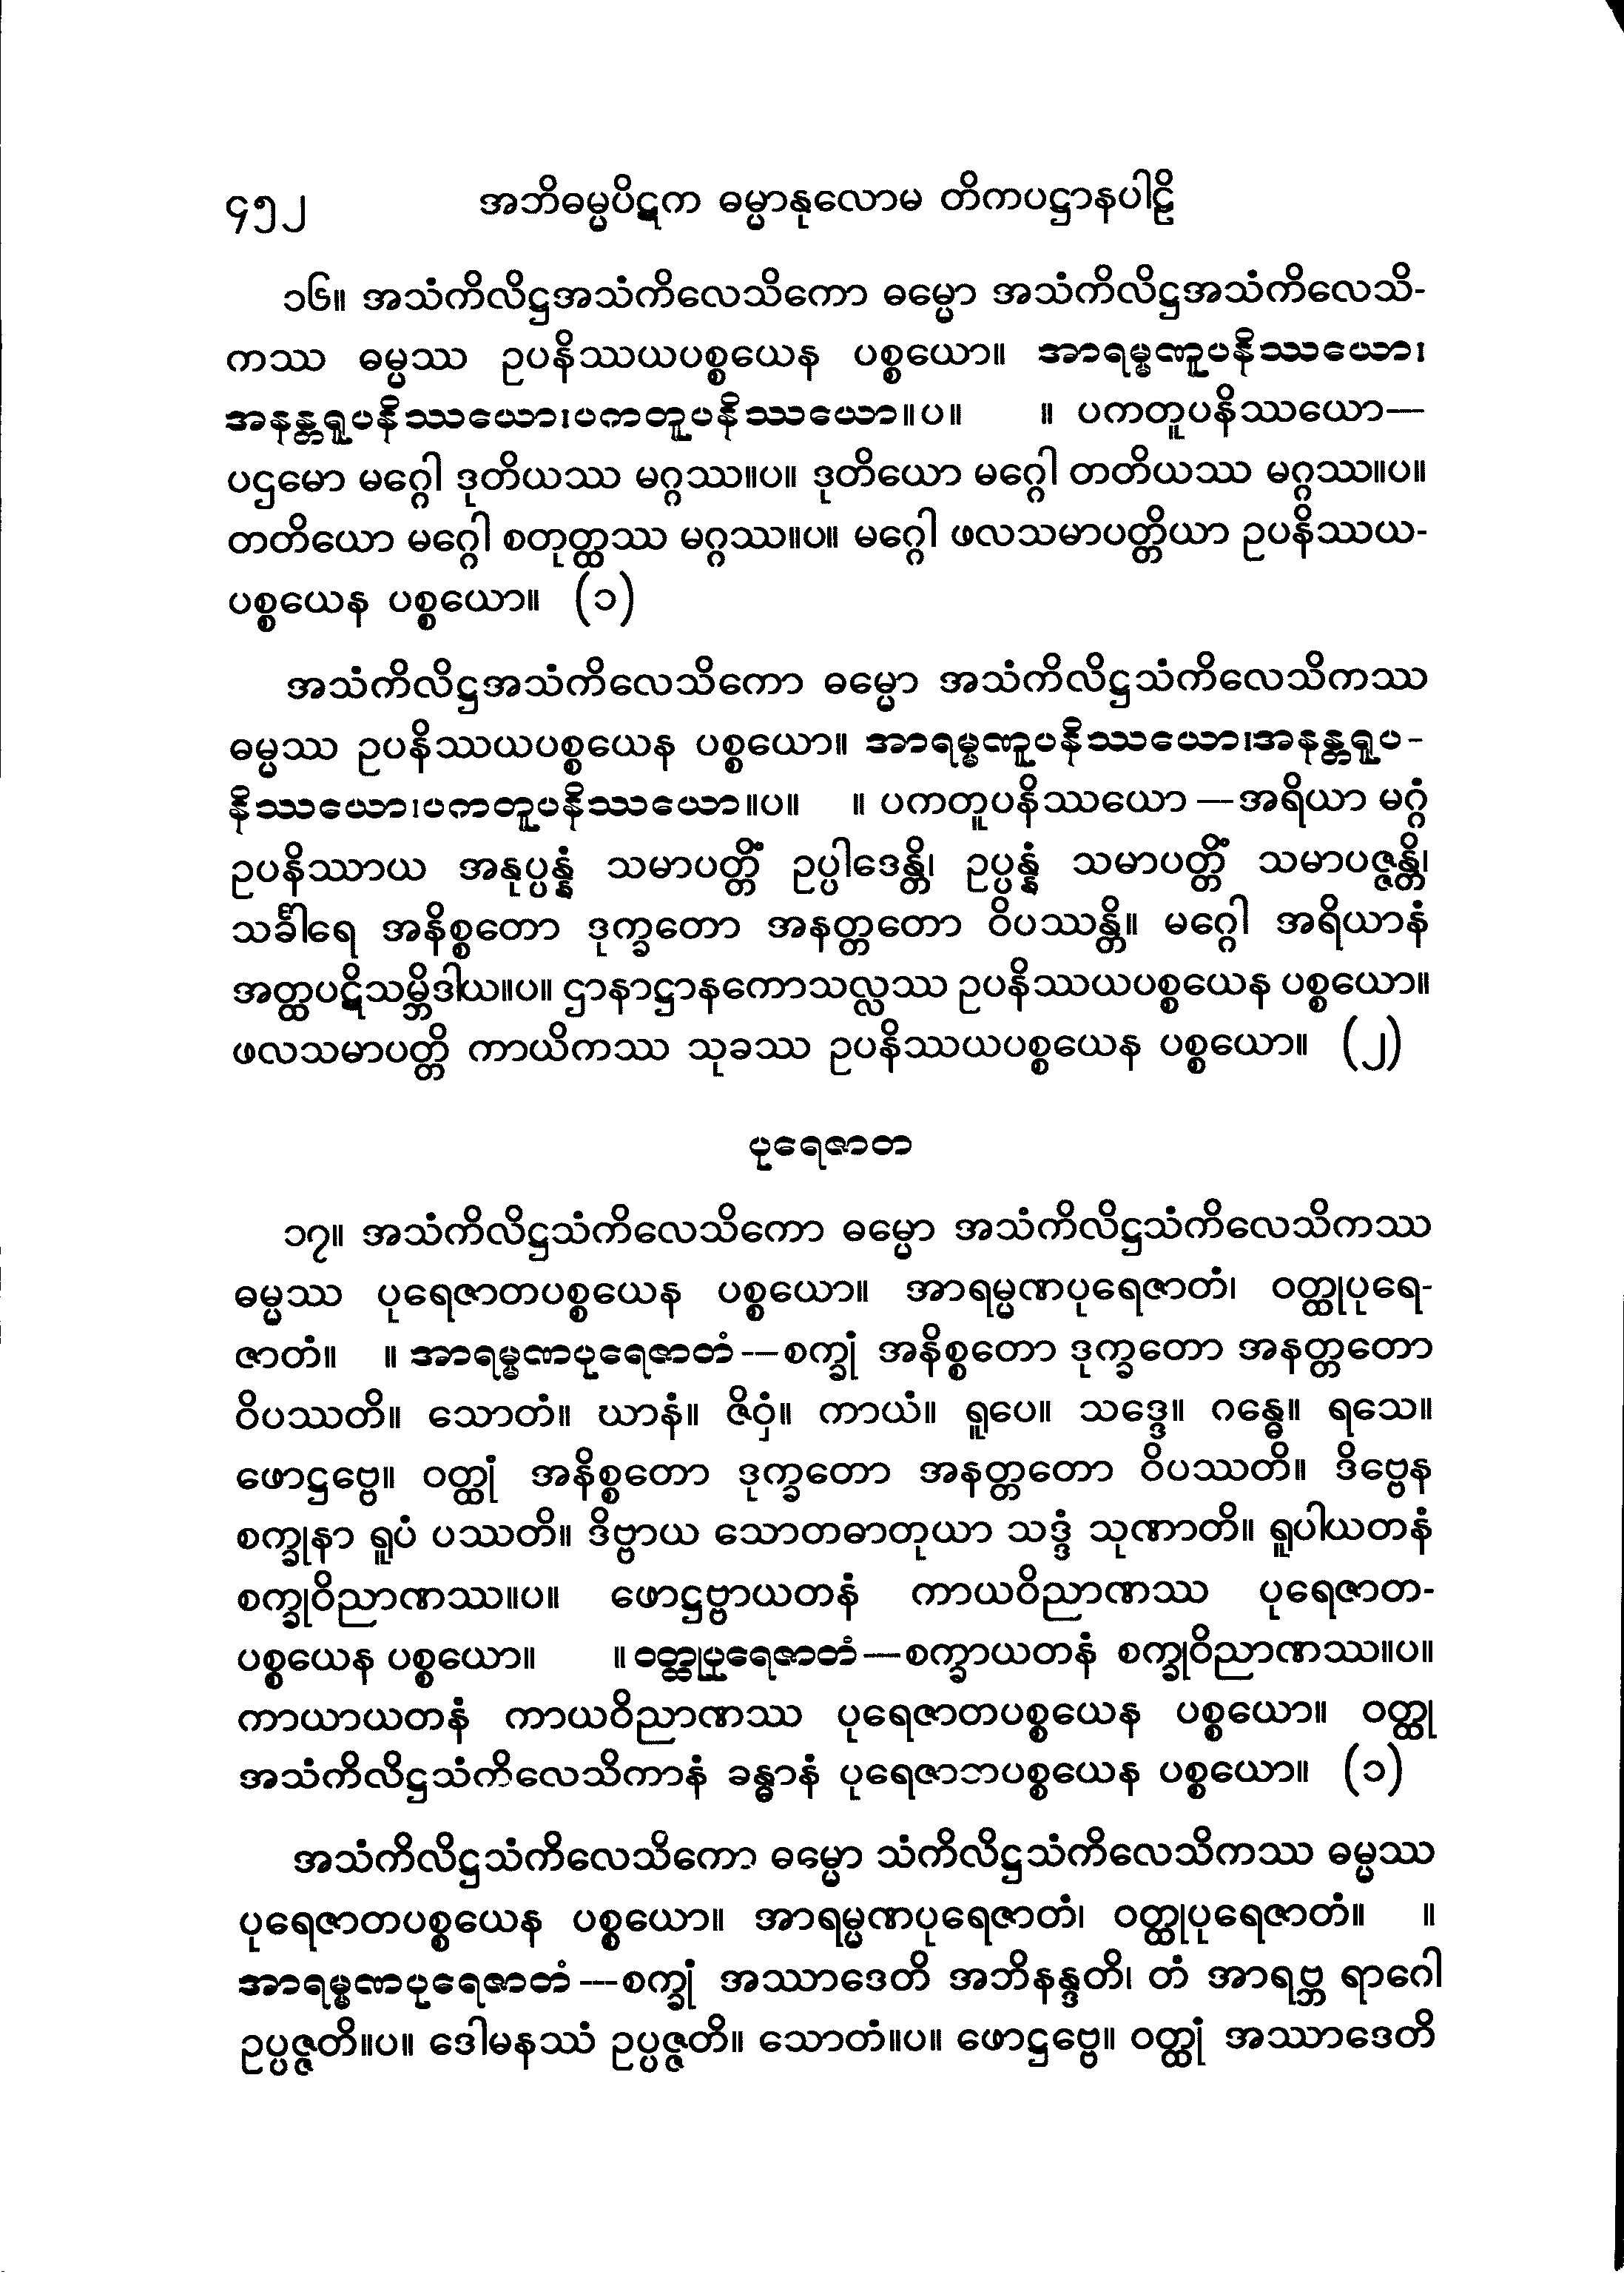 ၄၅၂ အဘိဓမ္မပိဋက ဓမ္မာနုလောမ တိကပဋ္ဌာနပါဠိ
၁၆။ အသံကိလိဋ္ဌအသံကိလေသိကော ဓမ္မော အသံကိလိဋ္ဌအသံကိလေသိ-
ကဿ ဓမ္မဿ ဥပနိဿယပစ္စယေန ပစ္စယော။ အာရမ္မဏူပနိဿယော၊
အနန္တရူပနိဿယော၊ပကတူပနိဿယော။ပ။ ။ ပကတူပနိဿယော—
ပဌမော မဂ္ဂေါ ဒုတိယဿ မဂ္ဂဿ။ပ။ ဒုတိယော မဂ္ဂေါ တတိယဿ မဂ္ဂဿ။ပ။
တတိယော မဂ္ဂေါ စတုတ္ထဿ မဂ္ဂဿ။ပ။ မဂ္ဂေါ ဖလသမာပတ္တိယာ ဥပနိဿယ-
ပစ္စယေန ပစ္စယော။ (၁)
အသံကိလိဋ္ဌအသံကိလေသိကော ဓမ္မော အသံကိလိဋ္ဌသံကိလေသိကဿ
ဓမ္မဿ ဥပနိဿယပစ္စယေန ပစ္စယော။ အာရမ္မဏူပနိဿယော၊အနန္တရူပ-
နိဿယော၊ပကတူပနိဿယော။ပ။ ။ ပကတူပနိဿယော—အရိယာ မဂ္ဂံ
ဥပနိဿာယ အနုပ္ပန္နံ သမာပတ္တိံ ဥပ္ပါဒေန္တိ၊ ဥပ္ပန္နံ သမာပတ္တိံ သမာပဇ္ဇန္တိ၊
သင်္ခါရေ အနိစ္စတော ဒုက္ခတော အနတ္တတော ဝိပဿန္တိ။ မဂ္ဂေါ အရိယာနံ
အတ္ထပဋိသမ္ဘိဒါယ။ပ။ ဌာနာဋ္ဌာနကောသလ္လဿ ဥပနိဿယပစ္စယေန ပစ္စယော။
ဖလသမာပတ္တိ ကာယိကဿ သုခဿ ဥပနိဿယပစ္စယေန ပစ္စယော။ (၂)
ပုရေဇာတ
၁၇။ အသံကိလိဋ္ဌသံကိလေသိကော ဓမ္မော အသံကိလိဋ္ဌသံကိလေသိကဿ
ဓမ္မဿ ပုရေဇာတပစ္စယေန ပစ္စယော။ အာရမ္မဏပုရေဇာတံ၊ ဝတ္ထုပုရေ-
ဇာတံ။ ။ အာရမ္မဏပုရေဇာတံ—စက္ခုံ အနိစ္စတော ဒုက္ခတော အနတ္တတော
ဝိပဿတိ။ သောတံ။ ဃာနံ။ ဇိဝှံ။ ကာယံ။ ရူပေ။ သဒ္ဒေ။ ဂန္ဓေ။ ရသေ။
ဖောဋ္ဌဗ္ဗေ။ ဝတ္ထုံ အနိစ္စတော ဒုက္ခတော အနတ္တတော ဝိပဿတိ။ ဒိဗ္ဗေန
စက္ခုနာ ရူပံ ပဿတိ။ ဒိဗ္ဗာယ သောတဓာတုယာ သဒ္ဒံ သုဏာတိ။ ရူပါယတနံ
စက္ခုဝိညာဏဿ။ပ။ ဖောဋ္ဌဗ္ဗာယတနံ ကာယဝိညာဏဿ ပုရေဇာတ-
ပစ္စယေန ပစ္စယော။ ။ ဝတ္ထုပုရေဇာတံ—စက္ခာယတနံ စက္ခုဝိညာဏဿ။ပ။
ကာယာယတနံ ကာယဝိညာဏဿ ပုရေဇာတပစ္စယေန ပစ္စယော။ ဝတ္ထု
အသံကိလိဋ္ဌသံကိလေသိကာနံ ခန္ဓာနံ ပုရေဇာတပစ္စယေန ပစ္စယော။ (၁)
အသံကိလိဋ္ဌသံကိလေသိကော ဓမ္မော သံကိလိဋ္ဌသံကိလေသိကဿ ဓမ္မဿ
ပုရေဇာတပစ္စယေန ပစ္စယော။ အာရမ္မဏပုရေဇာတံ၊ ဝတ္ထုပုရေဇာတံ။ ။
အာရမ္မဏပုရေဇာတံ—စက္ခုံ အဿာဒေတိ အဘိနန္ဒတိ၊ တံ အာရဗ္ဘ ရာဂေါ
ဥပ္ပဇ္ဇတိ။ပ။ ဒေါမနဿံ ဥပ္ပဇ္ဇတိ။ သောတံ။ပ။ ဖောဋ္ဌဗ္ဗေ။ ဝတ္ထုံ အဿာဒေတိ